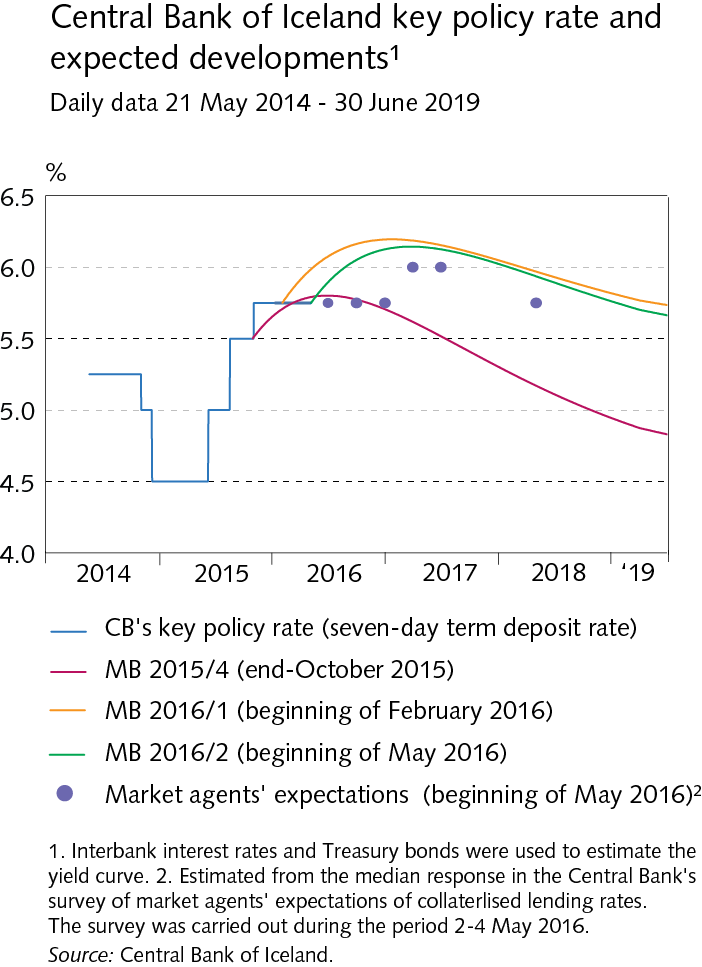 Central Bank of Iceland key policy rate and
expected developments¹
Daily data 21 May 2014 - 30 June 2019
%
6.5
6.0
5.5
5.0
4.5
4.0
2014 2015 2016 2017 2018 ‘19
CB's key policy rate (seven-day term deposit rate)
MB 2015/4 (end-October 2015)
MB 2016/1 (beginning of February 2016)
MB 2016/2 (beginning of May 2016)
Market agents' expectations (beginning of May 2016)²
1. Interbank interest rates and Treasury bonds were used to estimate the
yield curve. 2. Estimated from the median response in the Central Bank's
survey of market agents' expectations of collaterlised lending rates.
The survey was carried out during the period 2-4 May 2016.
Source: Central Bank of Iceland.